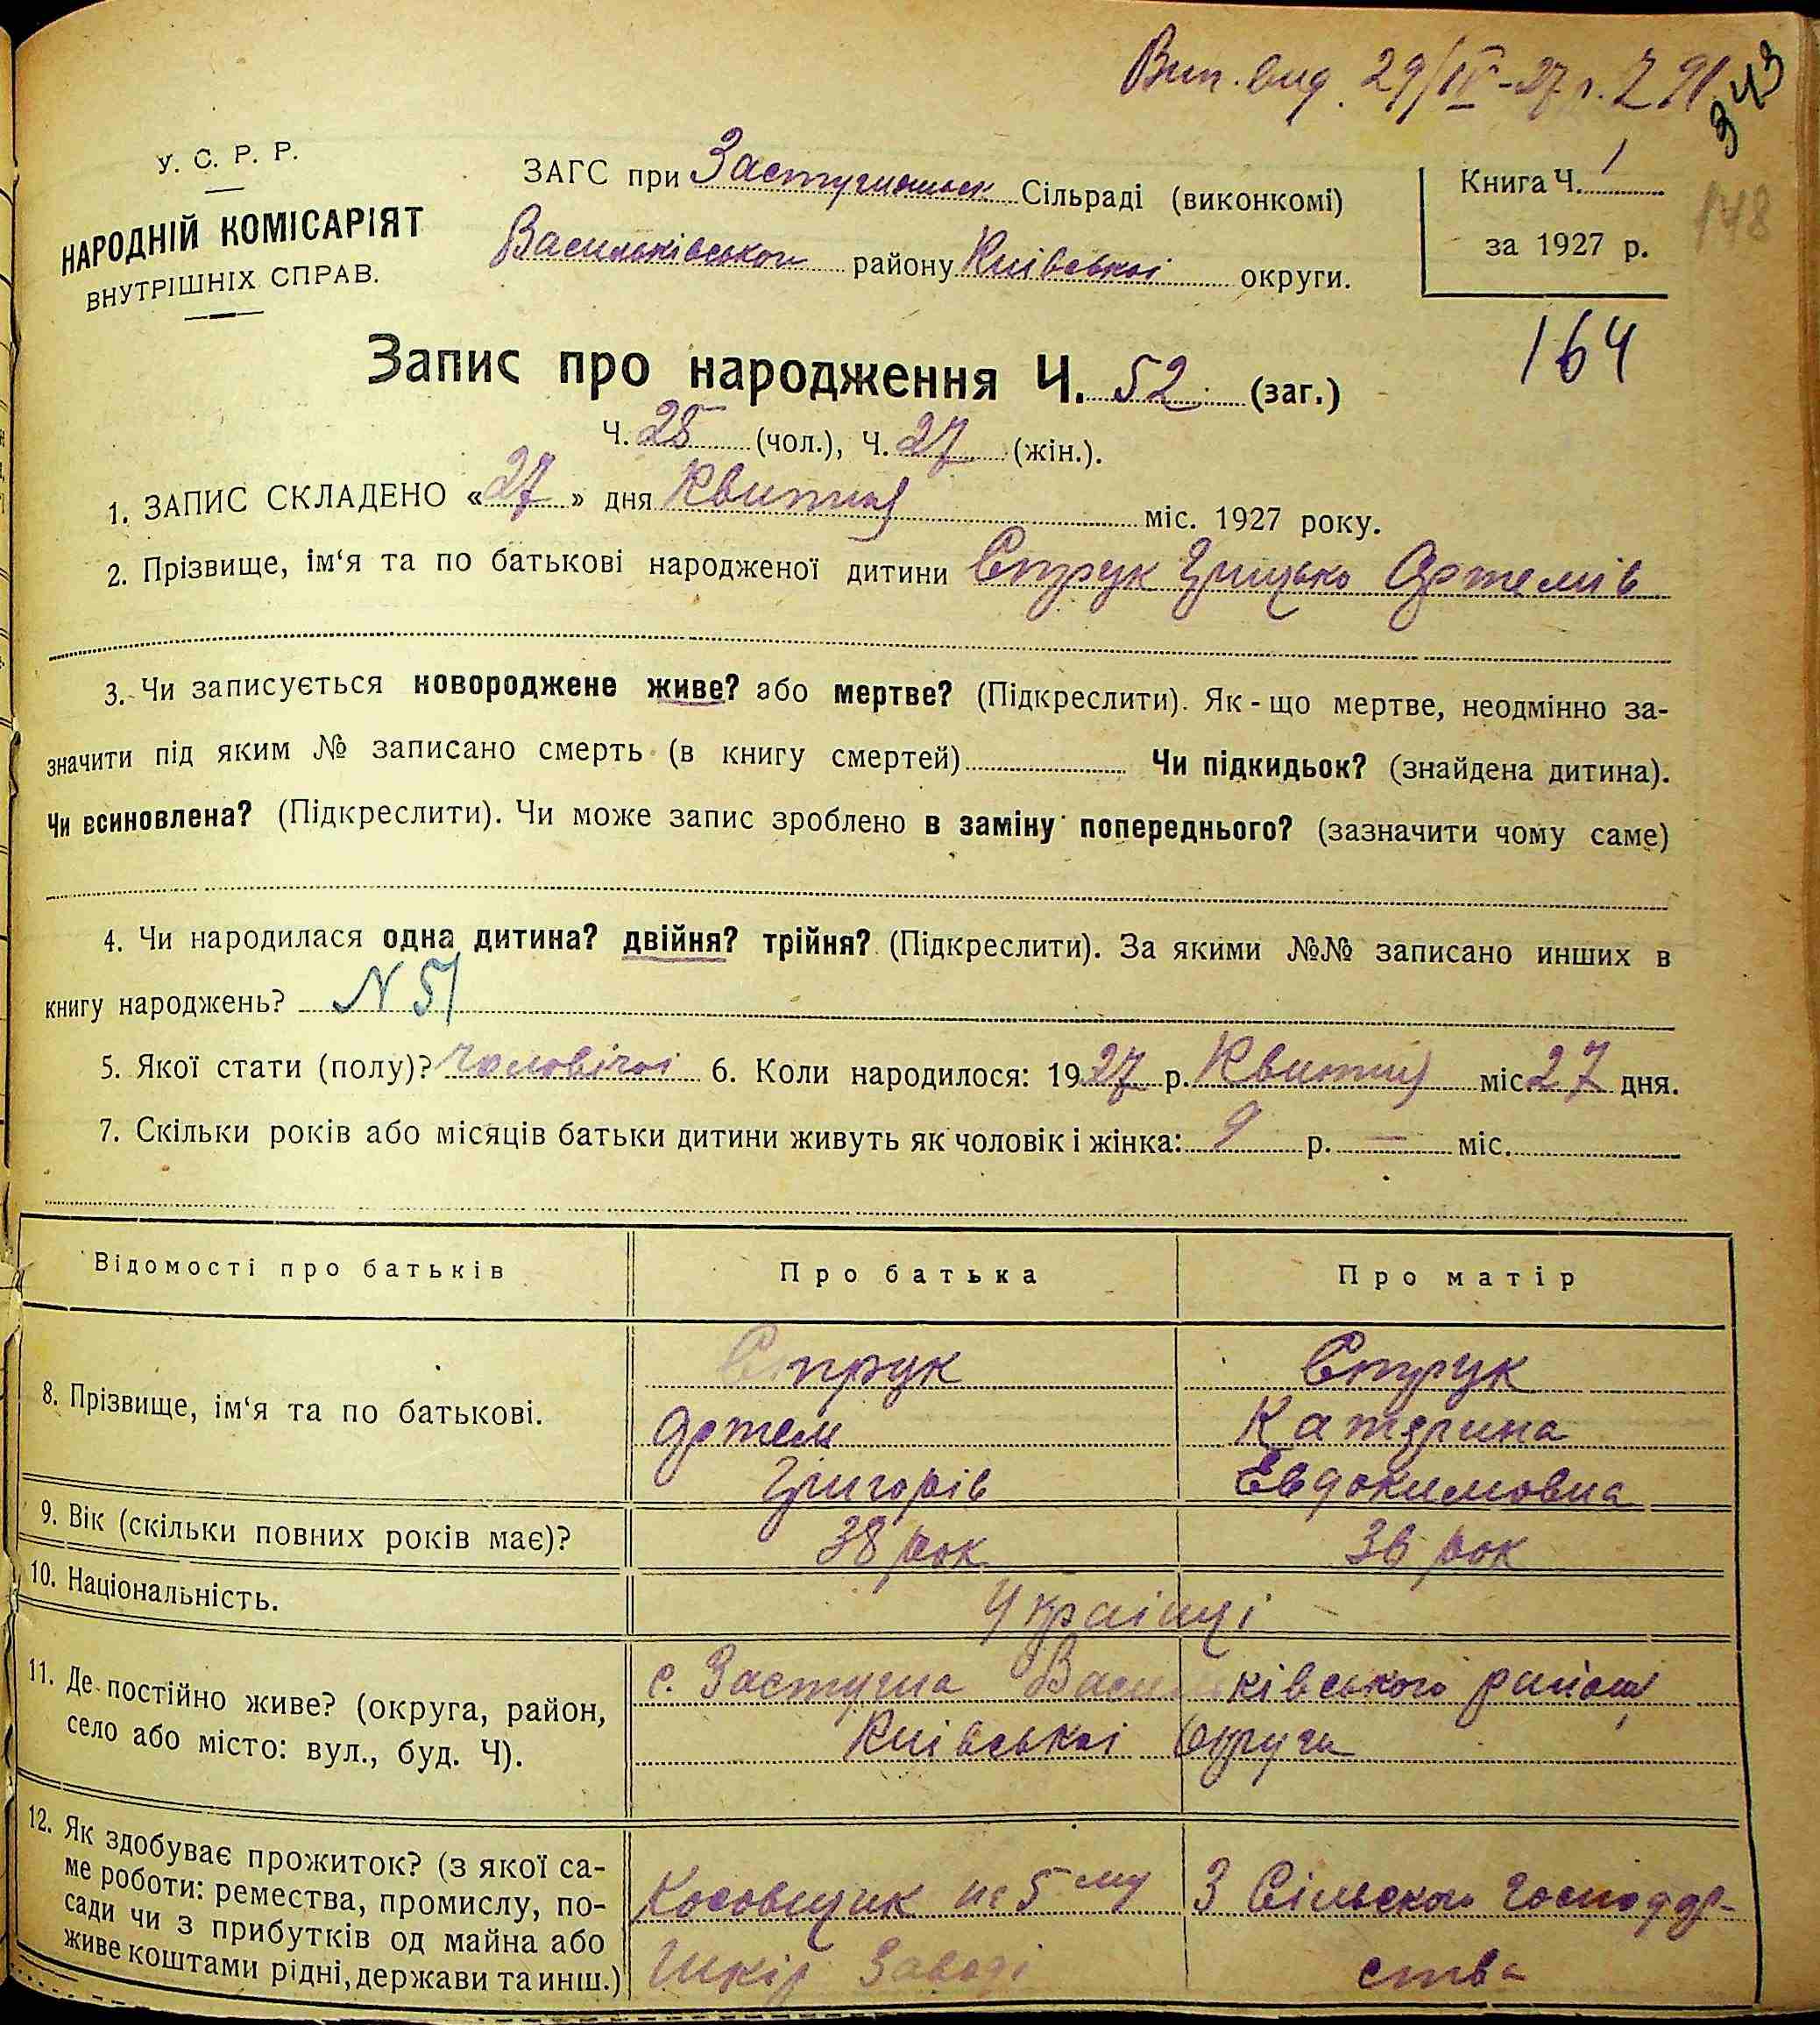 Вип. вид. 29/IV-27 р. 291
343
У. С. Р. Р.
НАРОДНІЙ КОМІСАРІЯТ
ВНУТРІШНІХ СПРАВ.
ЗАГС при Застугнянськ Сільраді (виконкомі)
Васильківського району Київської округи.
Книга Ч. 1
за 1927 р.
148
164
Запис про народження Ч. 52 (заг.)
Ч. 25 (чол.), Ч. 27 (жін.).
1. ЗАПИС СКЛАДЕНО «27» дня Квитня міс. 1927 року.
2. Прізвище, ім‘я та по батькові народженої дитини Струк Грицько Артемів
3. Чи записується новороджене живе? або мертве? (Підкреслити). Як-що мертве, неодмінно за-
значити під яким № записано смерть (в книгу смертей) Чи підкидьок? (знайдена дитина).
Чи всиновлена? (Підкреслити). Чи може запис зроблено в заміну попереднього? (зазначити чому саме)
4. Чи народилася одна дитина? двійня? трійня? (Підкреслити). За якими №№ записано инших в
книгу народжень? N 51
5. Якої стати (полу)? чоловічої 6. Коли народилося: 1927 р. Квитня міс 27 дня.
7. Скільки років або місяців батьки дитини живуть як чоловік і жінка: 9 р. — міс.
Відомості про батьків Про батька Про матір
8. Прізвище, ім‘я та по батькові.
Струк Струк
Артем Катерина
Григорів Евдокимовна
9. Вік (скільки повних років має)? 38 рок 36 рок
10. Національність. Українці
11. Де постійно живе? (округа, район,
село або місто: вул., буд. Ч).
с. Застугна Васильківського району
Київської Округи
12. Як здобуває прожиток? (з якої са-
ме роботи: ремества, промислу, по-
сади чи з прибутків од майна або
живе коштами рідні, держави та инш.)
на 5му З Сільского Господар-
Шкір Заводі ства